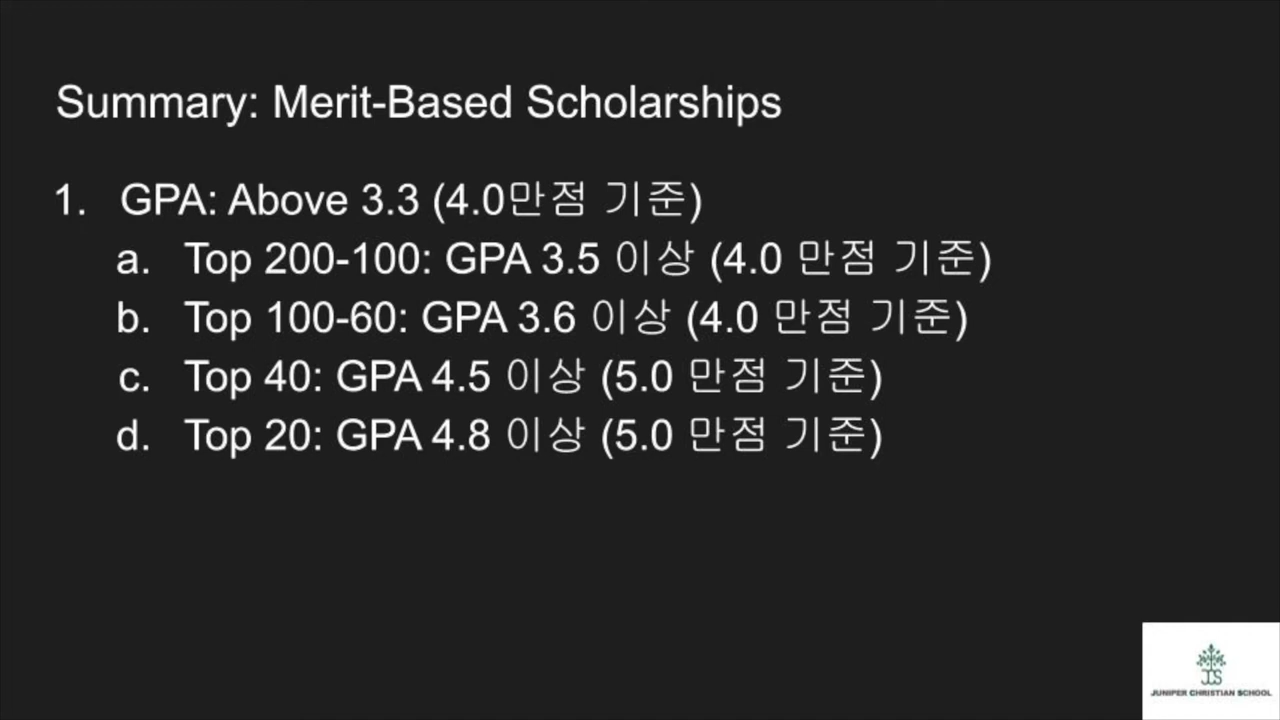 Summary: Merit-Based Scholarships
1. GPA: Above 3.3 (4.0만점 기준)
a. Top 200-100: GPA 3.5 이상 (4.0 만점 기준)
b. Top 100-60: GPA 3.6 이상 (4.0 만점 기준)
c. Top 40: GPA 4.5 이상 (5.0 만점 기준)
d. Top 20: GPA 4.8 이상 (5.0 만점 기준)
JCS
JUNIPER CHRISTIAN SCHOOL